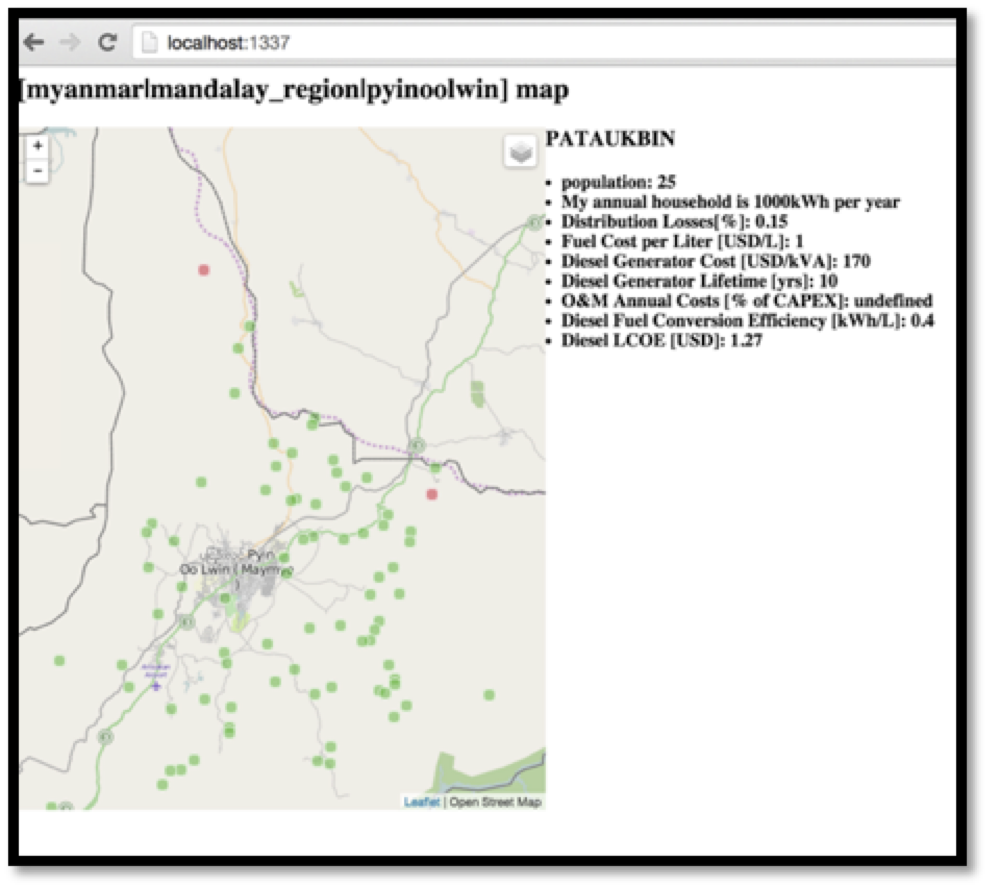 localhost:1337
[myanmar|mandalay_region|pyinoolwin] map
+
−
PATAUKBIN
• population: 25
• My annual household is 1000kWh per year
• Distribution Losses[%]: 0.15
• Fuel Cost per Liter [USD/L]: 1
• Diesel Generator Cost [USD/kVA]: 170
• Diesel Generator Lifetime [yrs]: 10
• O&M Annual Costs [% of CAPEX]: undefined
• Diesel Fuel Conversion Efficiency [kWh/L]: 0.4
• Diesel LCOE [USD]: 1.27
Pyin
Oo Lwin ( Maymyo
)
Airport
Leaflet | Open Street Map